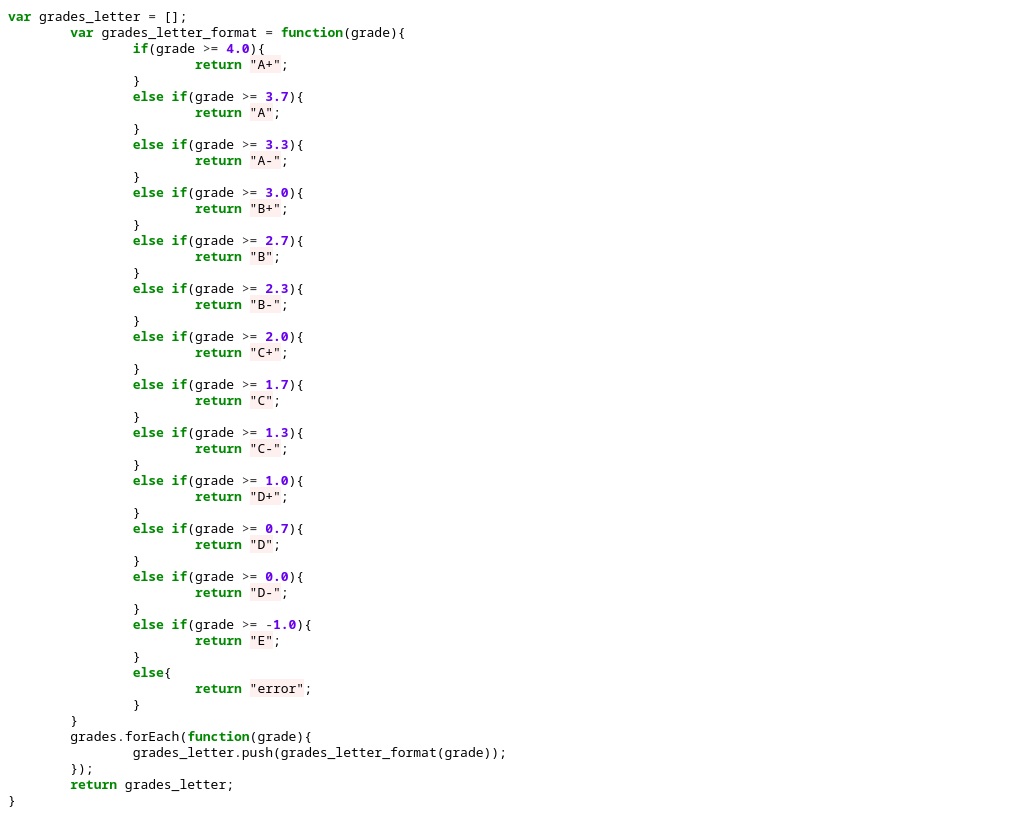 var grades_letter = [];
        var grades_letter_format = function(grade){
                if(grade >= 4.0){
                        return "A+";
                }
                else if(grade >= 3.7){
                        return "A";
                }
                else if(grade >= 3.3){
                        return "A-";
                }
                else if(grade >= 3.0){
                        return "B+";
                }
                else if(grade >= 2.7){
                        return "B";
                }
                else if(grade >= 2.3){
                        return "B-";
                }
                else if(grade >= 2.0){
                        return "C+";
                }
                else if(grade >= 1.7){
                        return "C";
                }
                else if(grade >= 1.3){
                        return "C-";
                }
                else if(grade >= 1.0){
                        return "D+";
                }
                else if(grade >= 0.7){
                        return "D";
                }
                else if(grade >= 0.0){
                        return "D-";
                }
                else if(grade >= -1.0){
                        return "E";
                }
                else{
                        return "error";
                }
        }
        grades.forEach(function(grade){
                grades_letter.push(grades_letter_format(grade));
        });
        return grades_letter;
}